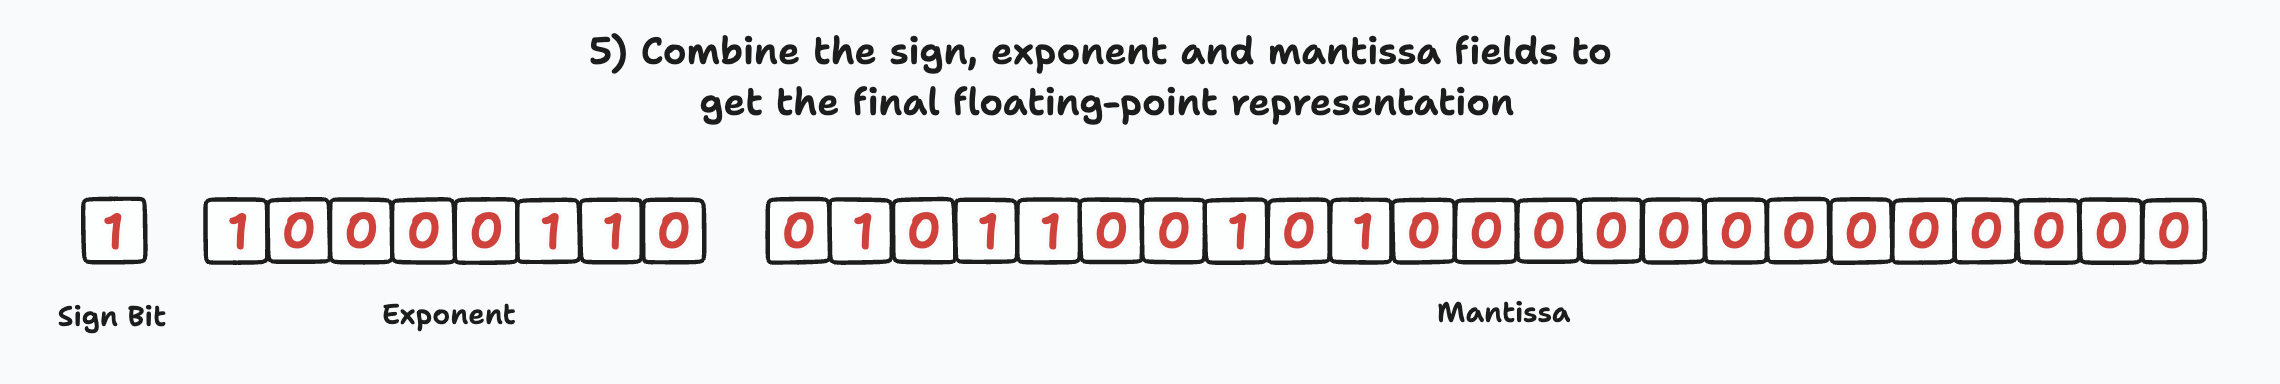 5) Combine the sign, exponent and mantissa fields to
get the final floating-point representation
1 1 0 0 0 0 1 1 0 0 1 0 1 1 0 0 1 0 1 0 0 0 0 0 0 0 0 0 0 0 0 0
Sign Bit Exponent Mantissa